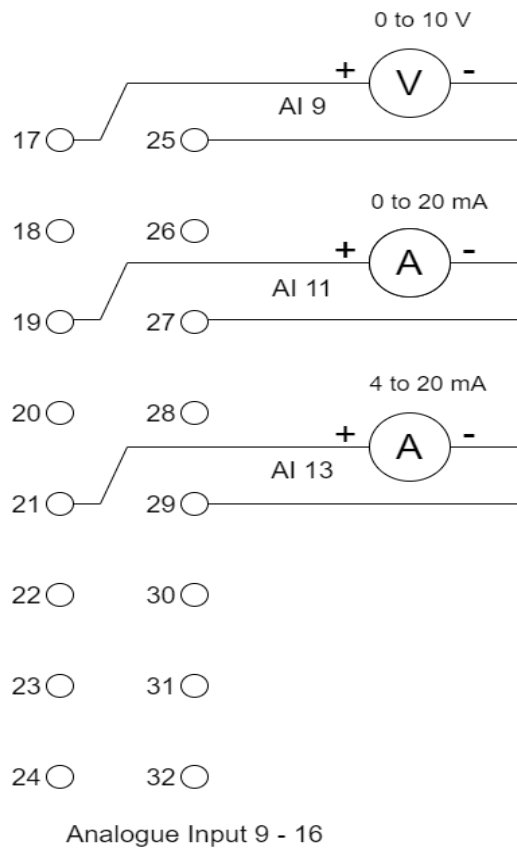 0 to 10 V
+ V -
AI 9
17 25
0 to 20 mA
18 26
+ A -
AI 11
19 27
4 to 20 mA
20 28
+ A -
AI 13
21 29
22 30
23 31
24 32
Analogue Input 9 - 16